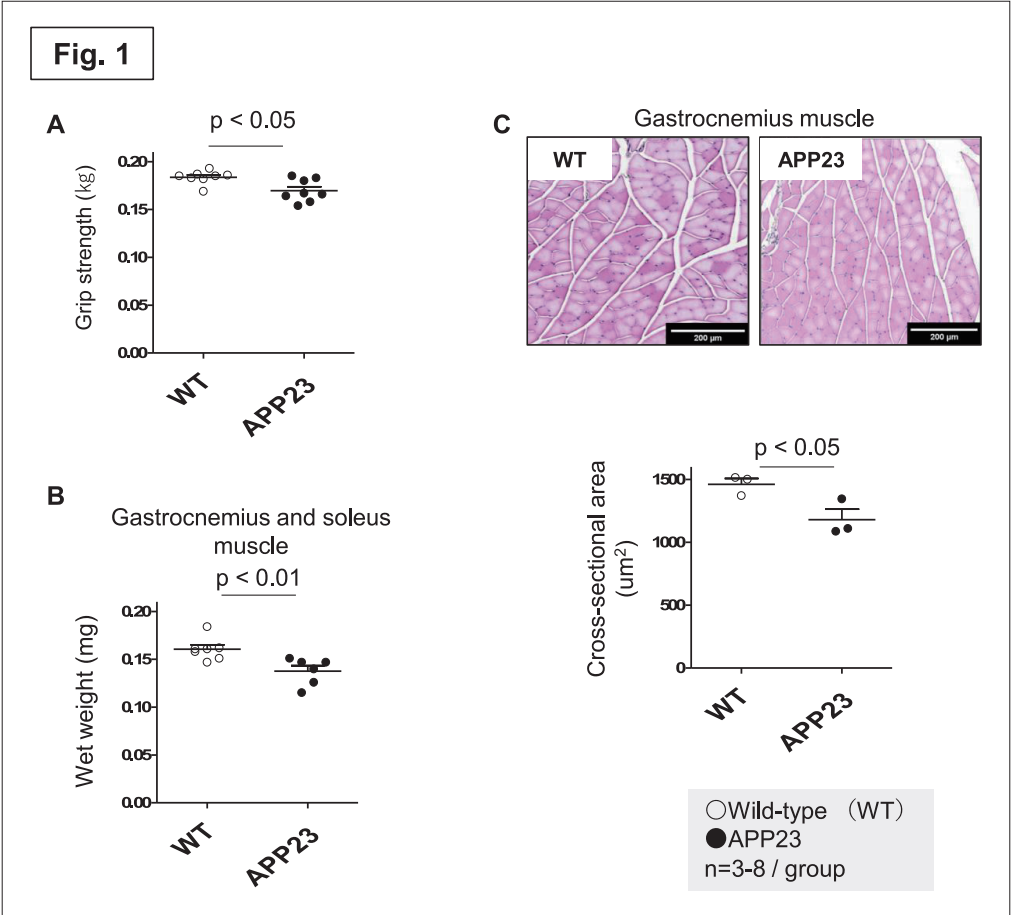 Fig. 1
A
p < 0.05
Grip strength (kg)
0.20
0.15
0.10
0.05
0.00
WT
APP23
B
Gastrocnemius and soleus
muscle
p < 0.01
Wet weight (mg)
0.20
0.15
0.10
0.05
0.00
WT
APP23
C
Gastrocnemius muscle
WT
200 µm
APP23
200 µm
p < 0.05
Cross-sectional area
(um²)
1500
1000
500
0
WT
APP23
○Wild-type （WT）
●APP23
n=3-8 / group